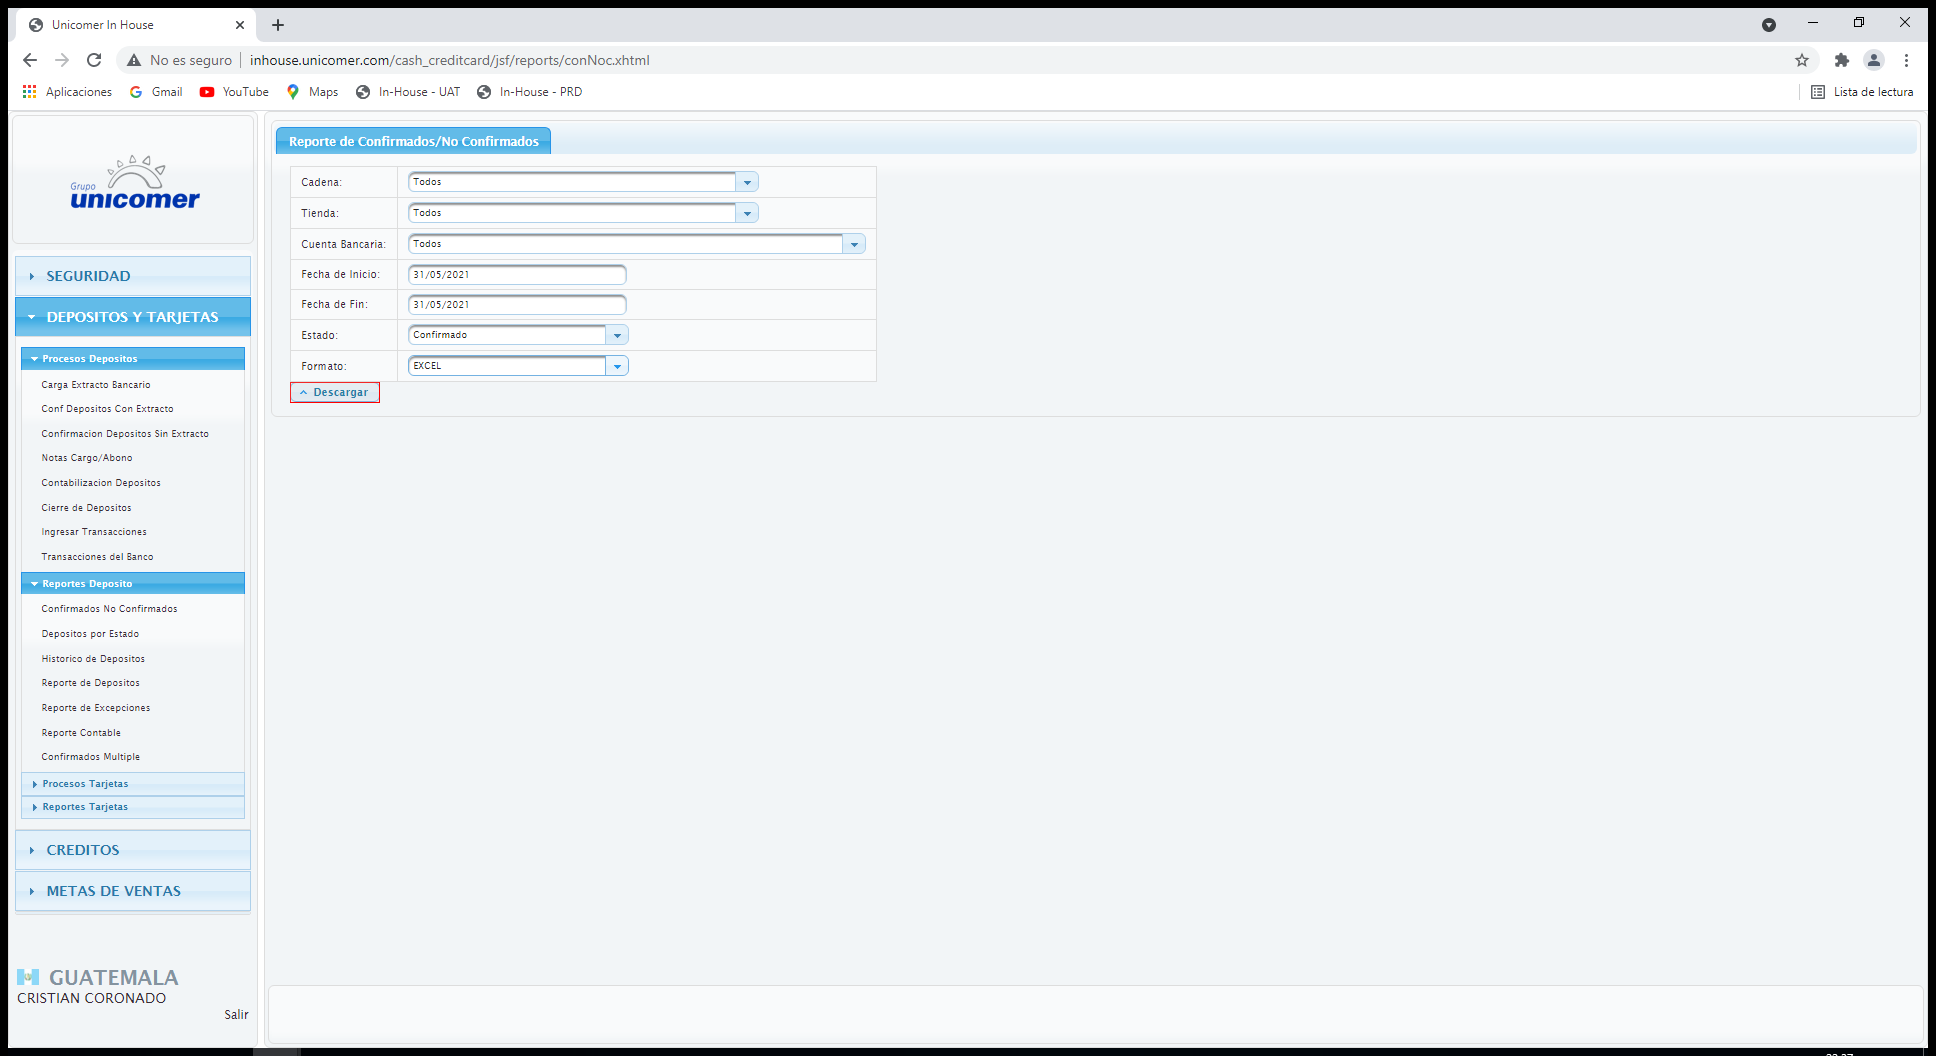 Unicomer In House
No es seguro | inhouse.unicomer.com/cash_creditcard/jsf/reports/conNoc.xhtml
Aplicaciones Gmail YouTube Maps In-House - UAT In-House - PRD Lista de lectura
Grupo
unicomer
SEGURIDAD
DEPOSITOS Y TARJETAS
Procesos Depositos
Carga Extracto Bancario
Conf Depositos Con Extracto
Confirmacion Depositos Sin Extracto
Notas Cargo/Abono
Contabilizacion Depositos
Cierre de Depositos
Ingresar Transacciones
Transacciones del Banco
Reportes Deposito
Confirmados No Confirmados
Depositos por Estado
Historico de Depositos
Reporte de Depositos
Reporte de Excepciones
Reporte Contable
Confirmados Multiple
Procesos Tarjetas
Reportes Tarjetas
CREDITOS
METAS DE VENTAS
GUATEMALA
CRISTIAN CORONADO
Salir
Reporte de Confirmados/No Confirmados
Cadena: Todos
Tienda: Todos
Cuenta Bancaria: Todos
Fecha de Inicio: 31/05/2021
Fecha de Fin: 31/05/2021
Estado: Confirmado
Formato: EXCEL
Descargar